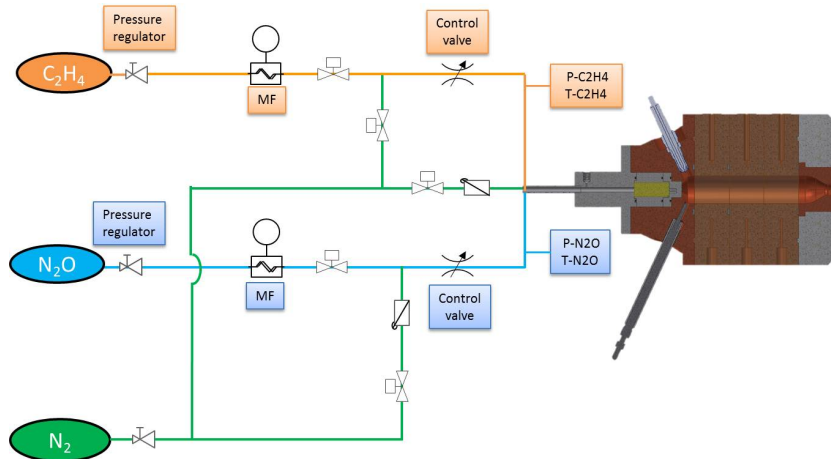 Pressure
regulator
Control
valve
C₂H₄
MF
P-C2H4
T-C2H4
Pressure
regulator
N₂O
MF
P-N2O
T-N2O
Control
valve
N₂